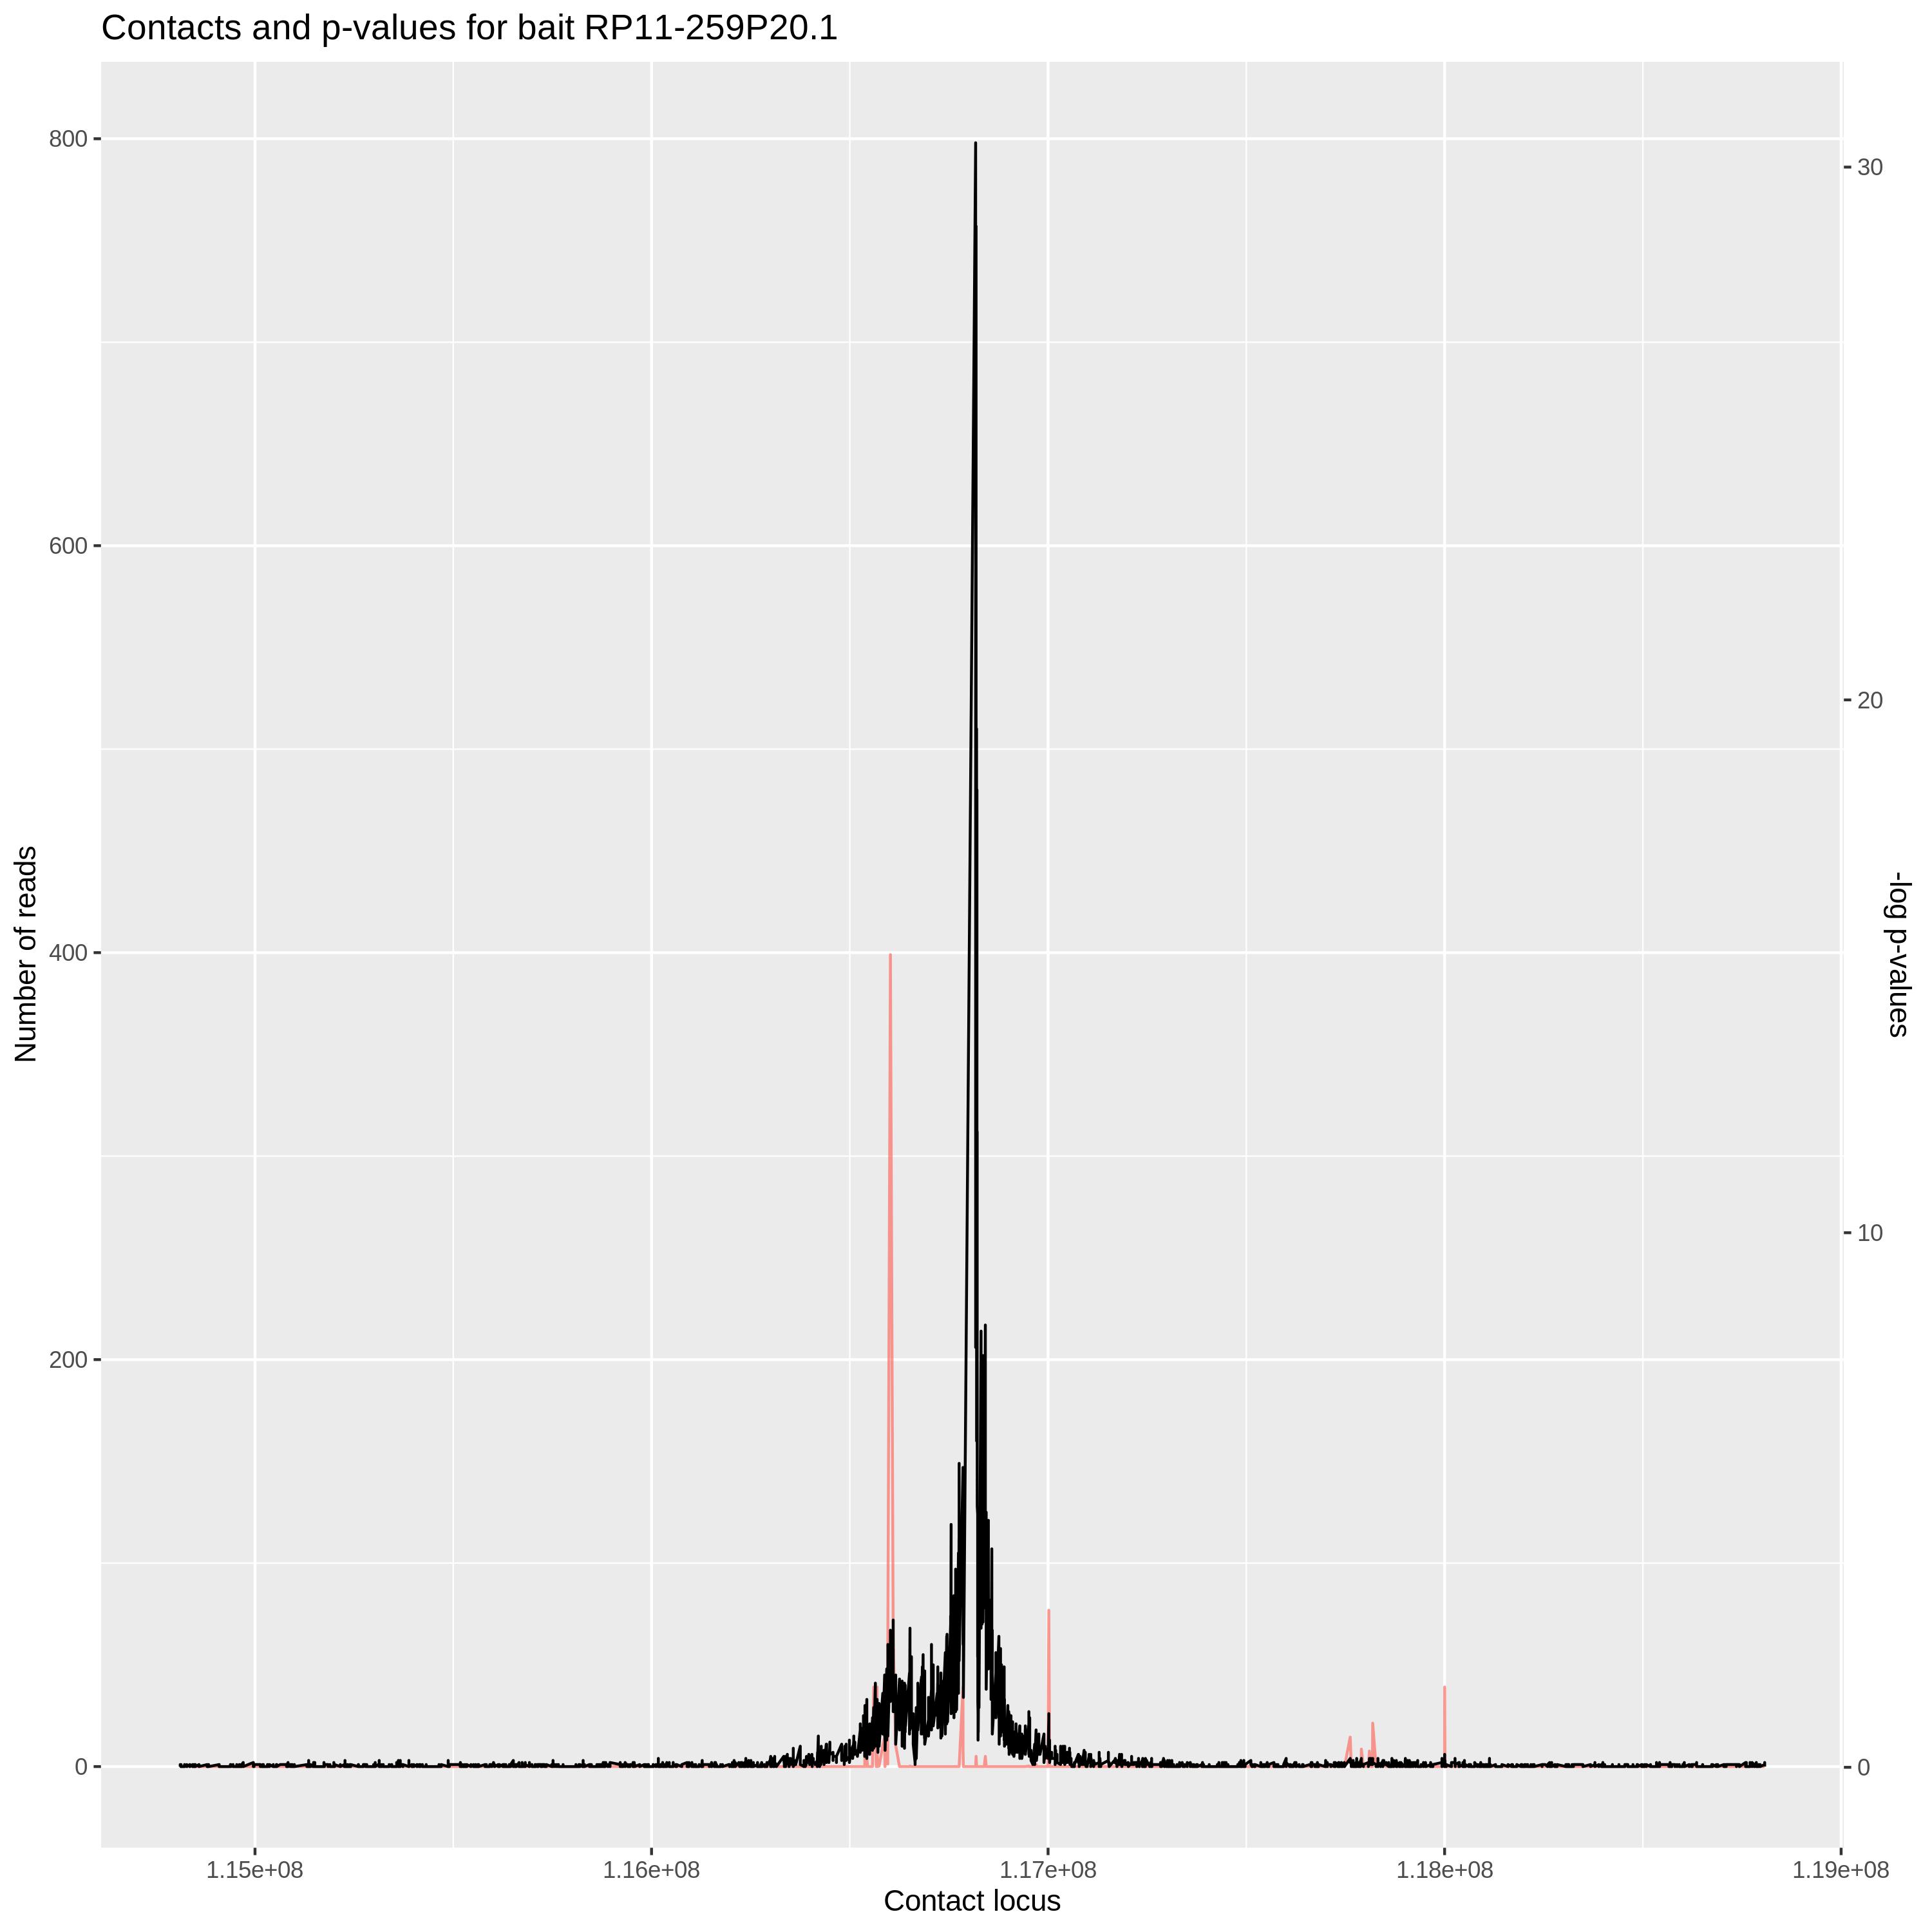 Contacts and p-values for bait RP11-259P20.1
Number of reads
800
600
400
200
0
30
20
10
0
-log p-values
1.15e+08
1.16e+08
1.17e+08
1.18e+08
1.19e+08
Contact locus